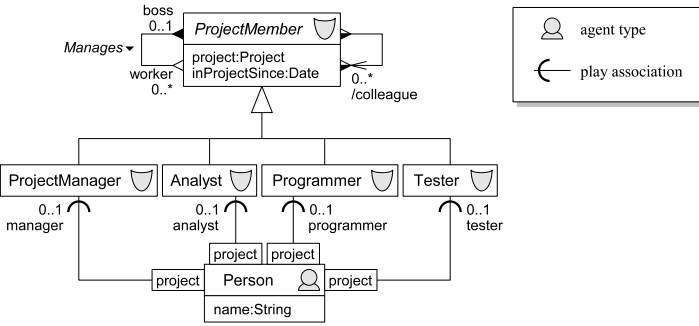 boss
0..1
ProjectMember
Manages
project:Project
inProjectSince:Date
worker
0..*
0..*
/colleague
agent type
play association
ProjectManager
Analyst
Programmer
Tester
0..1
manager
0..1
analyst
0..1
programmer
0..1
tester
project
project
project
Person
project
name:String